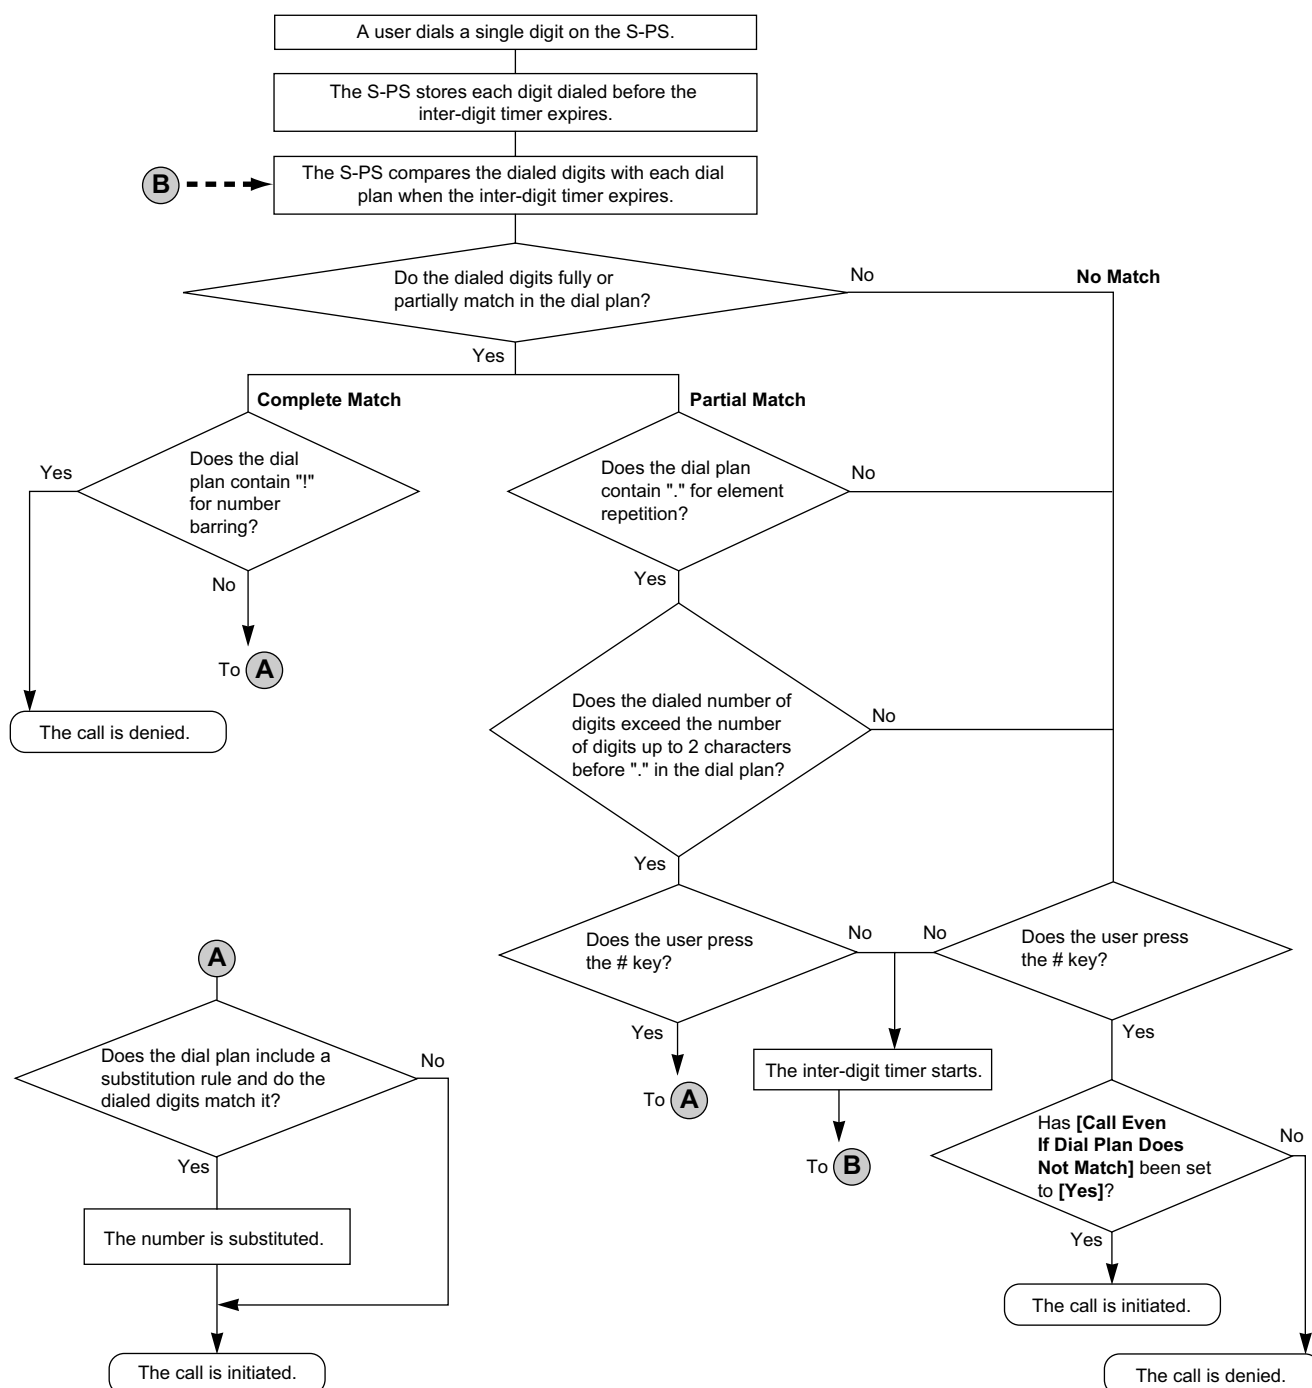 A user dials a single digit on the S-PS.
The S-PS stores each digit dialed before the
inter-digit timer expires.
B
The S-PS compares the dialed digits with each dial
plan when the inter-digit timer expires.
Do the dialed digits fully or
partially match in the dial plan?
No
No Match
Yes
Complete Match
Partial Match
Yes
Does the dial
plan contain "!"
for number
barring?
No
To A
The call is denied.
Does the dial plan
contain "." for element
repetition?
No
Yes
Does the dialed number of
digits exceed the number
of digits up to 2 characters
before "." in the dial plan?
No
Yes
Does the user press
the # key?
No
No
Does the user press
the # key?
Yes
To A
The inter-digit timer starts.
To B
Yes
Has [Call Even
If Dial Plan Does
Not Match] been set
to [Yes]?
No
Yes
The call is initiated.
The call is denied.
A
Does the dial plan include a
substitution rule and do the
dialed digits match it?
No
Yes
The number is substituted.
The call is initiated.